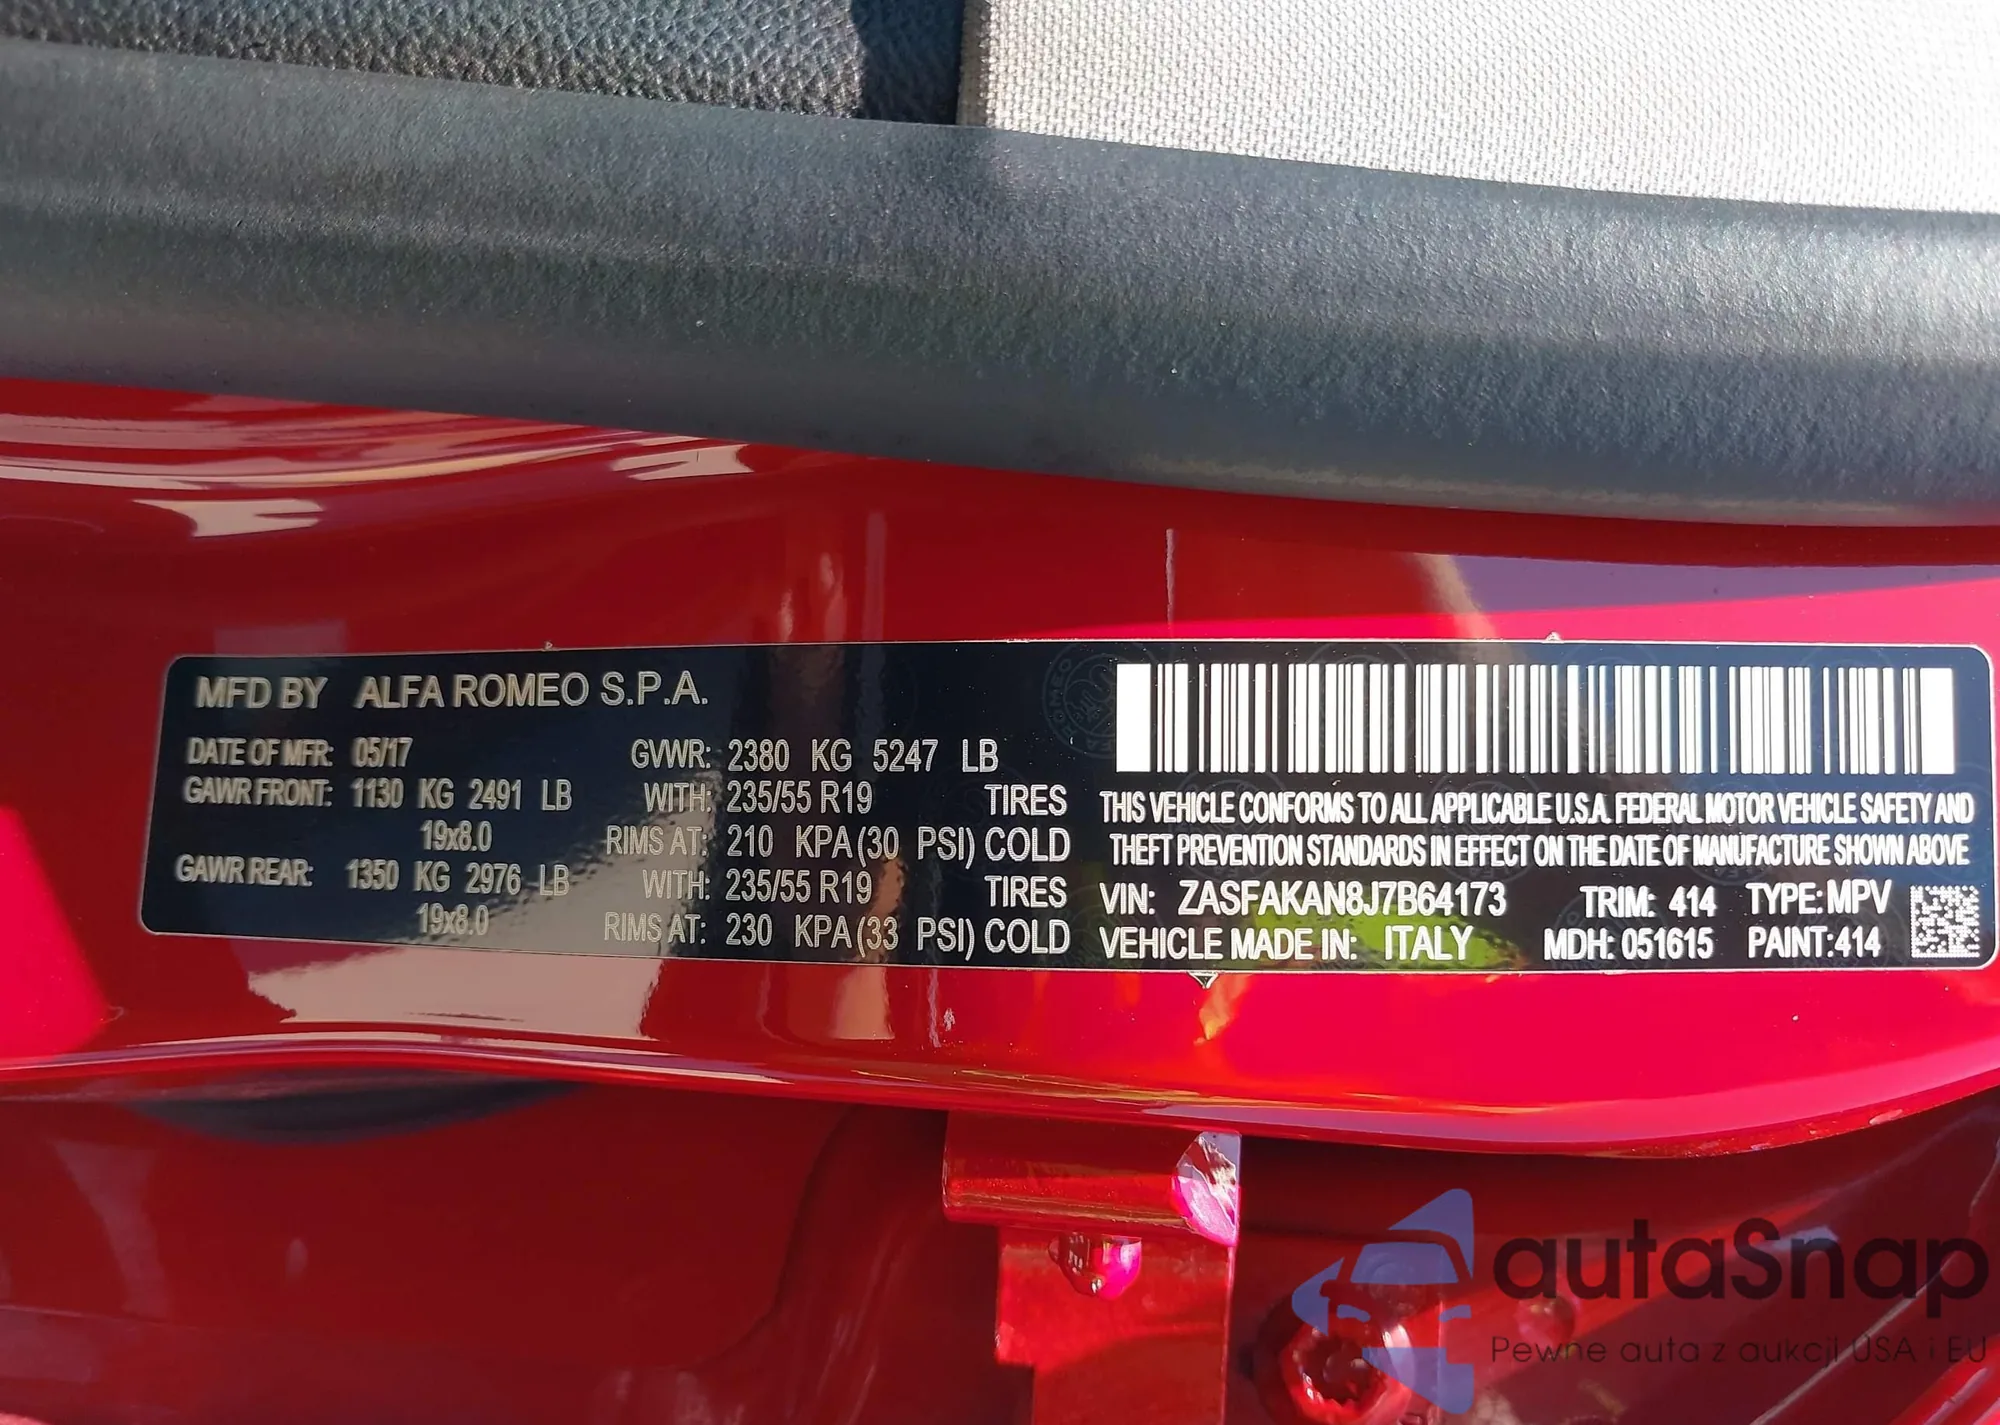 MFD BY ALFA ROMEO S.P.A.
DATE OF MFR: 05/17 GVWR: 2380 KG 5247 LB
GAWR FRONT: 1130 KG 2491 LB WITH: 235/55 R19 TIRES
19x8.0 RIMS AT: 210 KPA (30 PSI) COLD
GAWR REAR: 1350 KG 2976 LB WITH: 235/55 R19 TIRES
19x8.0 RIMS AT: 230 KPA (33 PSI) COLD
THIS VEHICLE CONFORMS TO ALL APPLICABLE U.S.A. FEDERAL MOTOR VEHICLE SAFETY AND
THEFT PREVENTION STANDARDS IN EFFECT ON THE DATE OF MANUFACTURE SHOWN ABOVE
VIN: ZASFAKAN8J7B64173 TRIM: 414 TYPE: MPV
VEHICLE MADE IN: ITALY MDH: 051615 PAINT: 414
autaSnap
Pewne auta z aukcji USA i EU